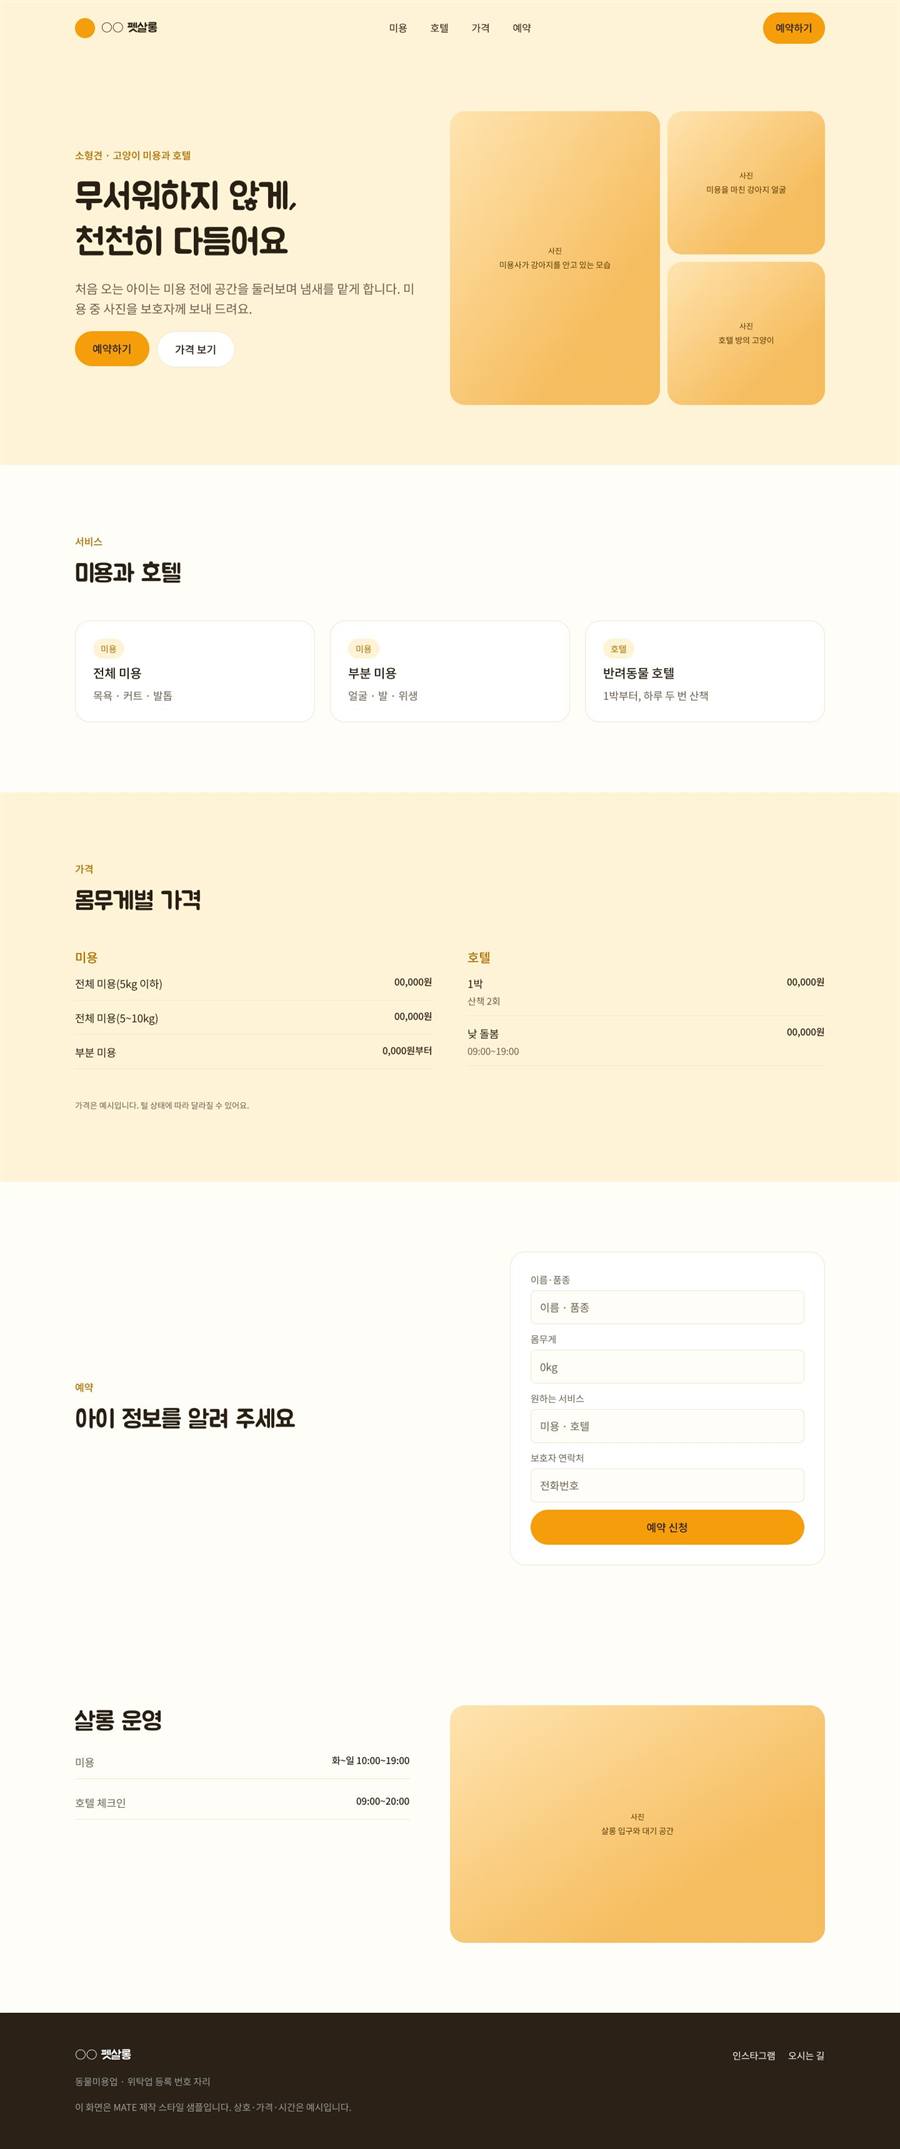 ○○ 펫살롱
미용
호텔
가격
예약
예약하기
소형견 · 고양이 미용과 호텔
무서워하지 않게,
천천히 다듬어요
처음 오는 아이는 미용 전에 공간을 둘러보며 냄새를 맡게 합니다. 미
용 중 사진을 보호자께 보내 드려요.
예약하기
가격 보기
사진
미용사가 강아지를 안고 있는 모습
사진
미용을 마친 강아지 얼굴
사진
호텔 방의 고양이
서비스
미용과 호텔
미용
전체 미용
목욕 · 커트 · 발톱
미용
부분 미용
얼굴 · 발 · 위생
호텔
반려동물 호텔
1박부터, 하루 두 번 산책
가격
몸무게별 가격
미용
전체 미용(5kg 이하)
00,000원
전체 미용(5~10kg)
00,000원
부분 미용
0,000원부터
호텔
1박
00,000원
산책 2회
낮 돌봄
00,000원
09:00~19:00
가격은 예시입니다. 털 상태에 따라 달라질 수 있어요.
예약
아이 정보를 알려 주세요
이름·품종
이름 · 품종
몸무게
0kg
원하는 서비스
미용 · 호텔
보호자 연락처
전화번호
예약 신청
살롱 운영
미용
화~일 10:00~19:00
호텔 체크인
09:00~20:00
사진
살롱 입구와 대기 공간
○○ 펫살롱
인스타그램
오시는 길
동물미용업 · 위탁업 등록 번호 자리
이 화면은 MATE 제작 스타일 샘플입니다. 상호·가격·시간은 예시입니다.